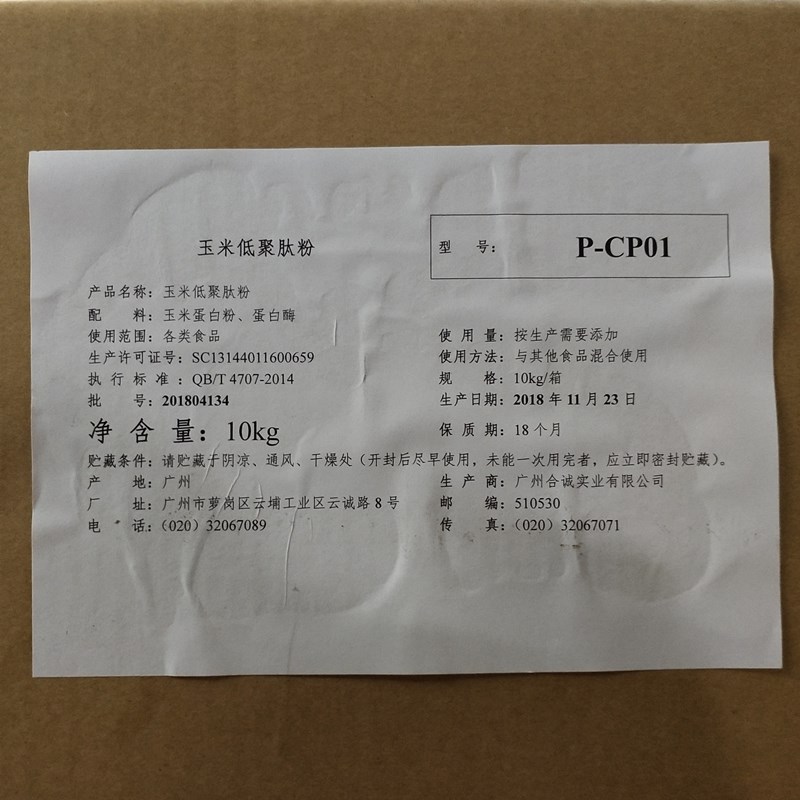 玉米低聚肽粉
型 号： P-CP01
产品名称：玉米低聚肽粉
配 料：玉米蛋白粉、蛋白酶
使用范围：各类食品 使 用 量：按生产需要添加
生产许可证号：SC13144011600659 使用方法：与其他食品混合使用
执 行 标 准：QB/T 4707-2014 规 格：10kg/箱
批 号：201804134 生产日期：2018 年 11 月 23 日
净 含 量：10kg 保 质 期：18 个月
贮藏条件：请贮藏于阴凉、通风、干燥处（开封后尽早使用，未能一次用完者，应立即密封贮藏）。
产 地：广州 生 产 商：广州合诚实业有限公司
厂 址：广州市萝岗区云埔工业区云诚路 8 号 邮 编：510530
电 话：（020）32067089 传 真：（020）32067071